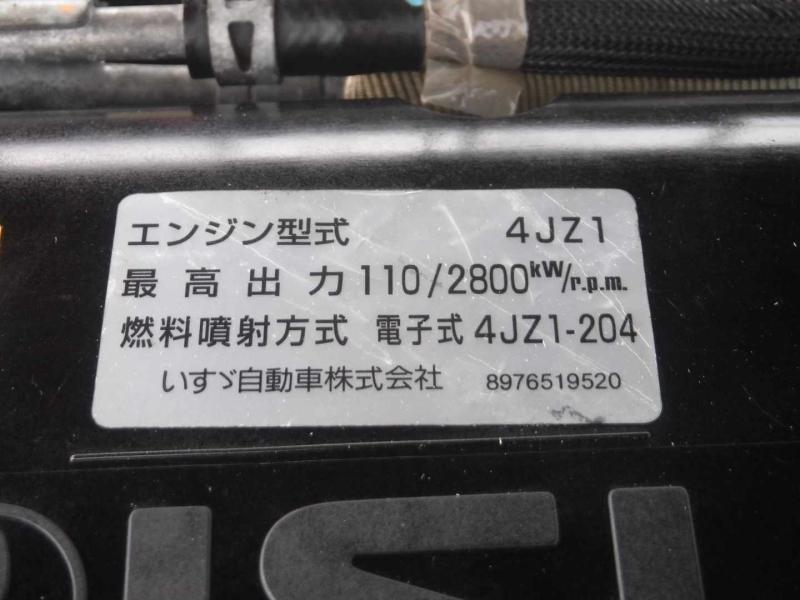 エンジン型式 4JZ1
最高出力 110/2800kW/r.p.m.
燃料噴射方式 電子式 4JZ1-204
いすゞ自動車株式会社 8976519520